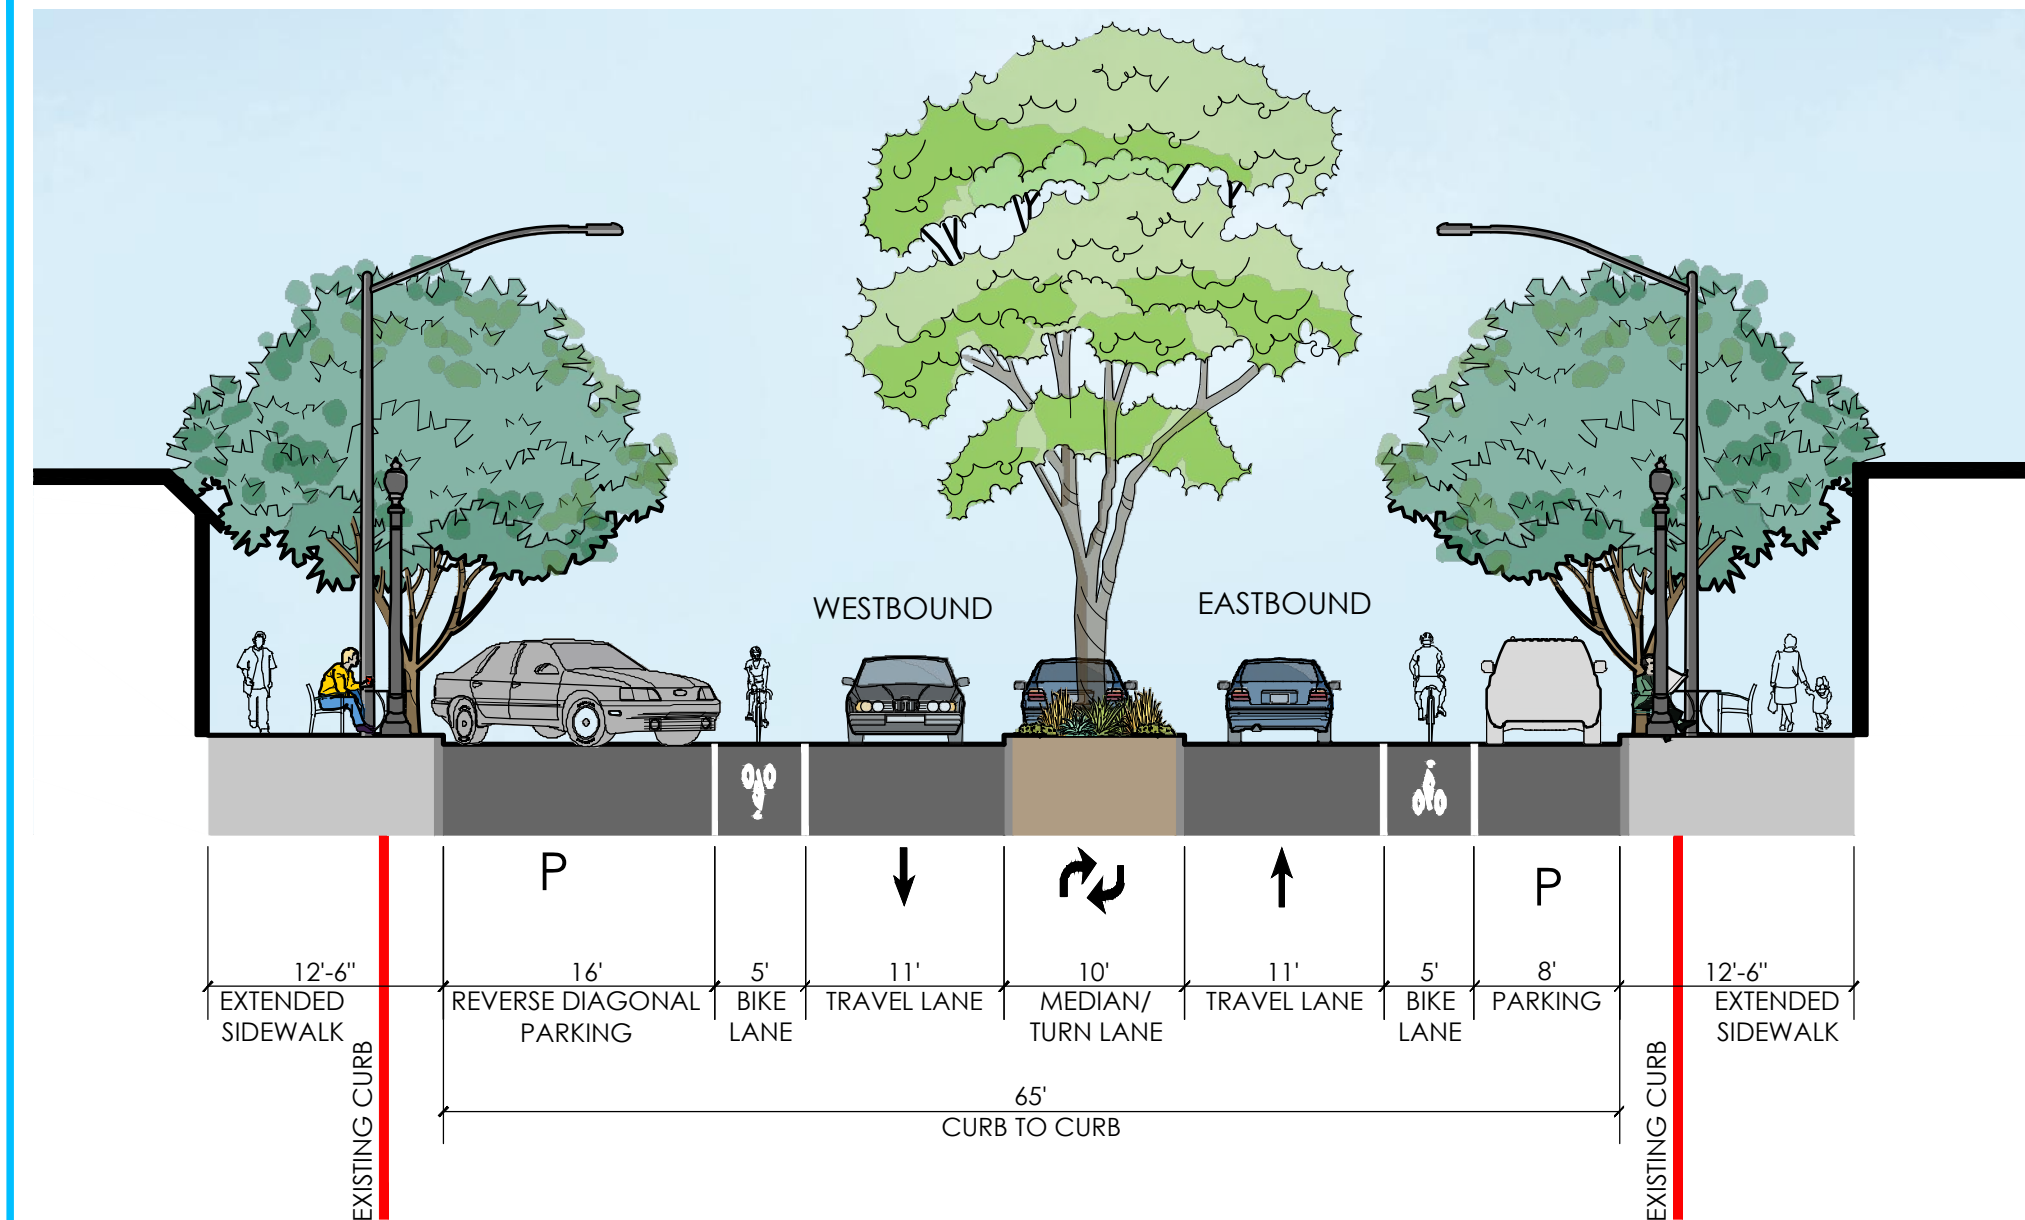 WESTBOUND
EASTBOUND
P
P
12'-6"
16'
5'
11'
10'
11'
5'
8'
12'-6"
EXTENDED
SIDEWALK
REVERSE DIAGONAL
PARKING
BIKE
LANE
TRAVEL LANE
MEDIAN/
TURN LANE
TRAVEL LANE
BIKE
LANE
PARKING
EXTENDED
SIDEWALK
EXISTING CURB
EXISTING CURB
65'
CURB TO CURB